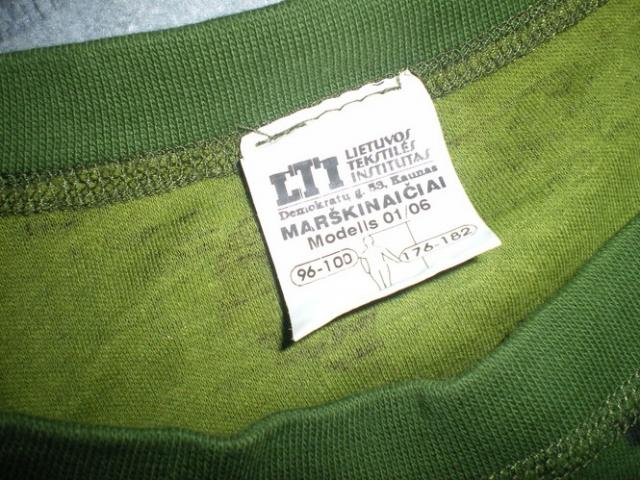 LTI LIETUVOS
TEKSTILĖS
INSTITUTAS
Demokratų g. 53, Kaunas
MARŠKINAIČIAI
Modelis 01/06
96-100 176-182